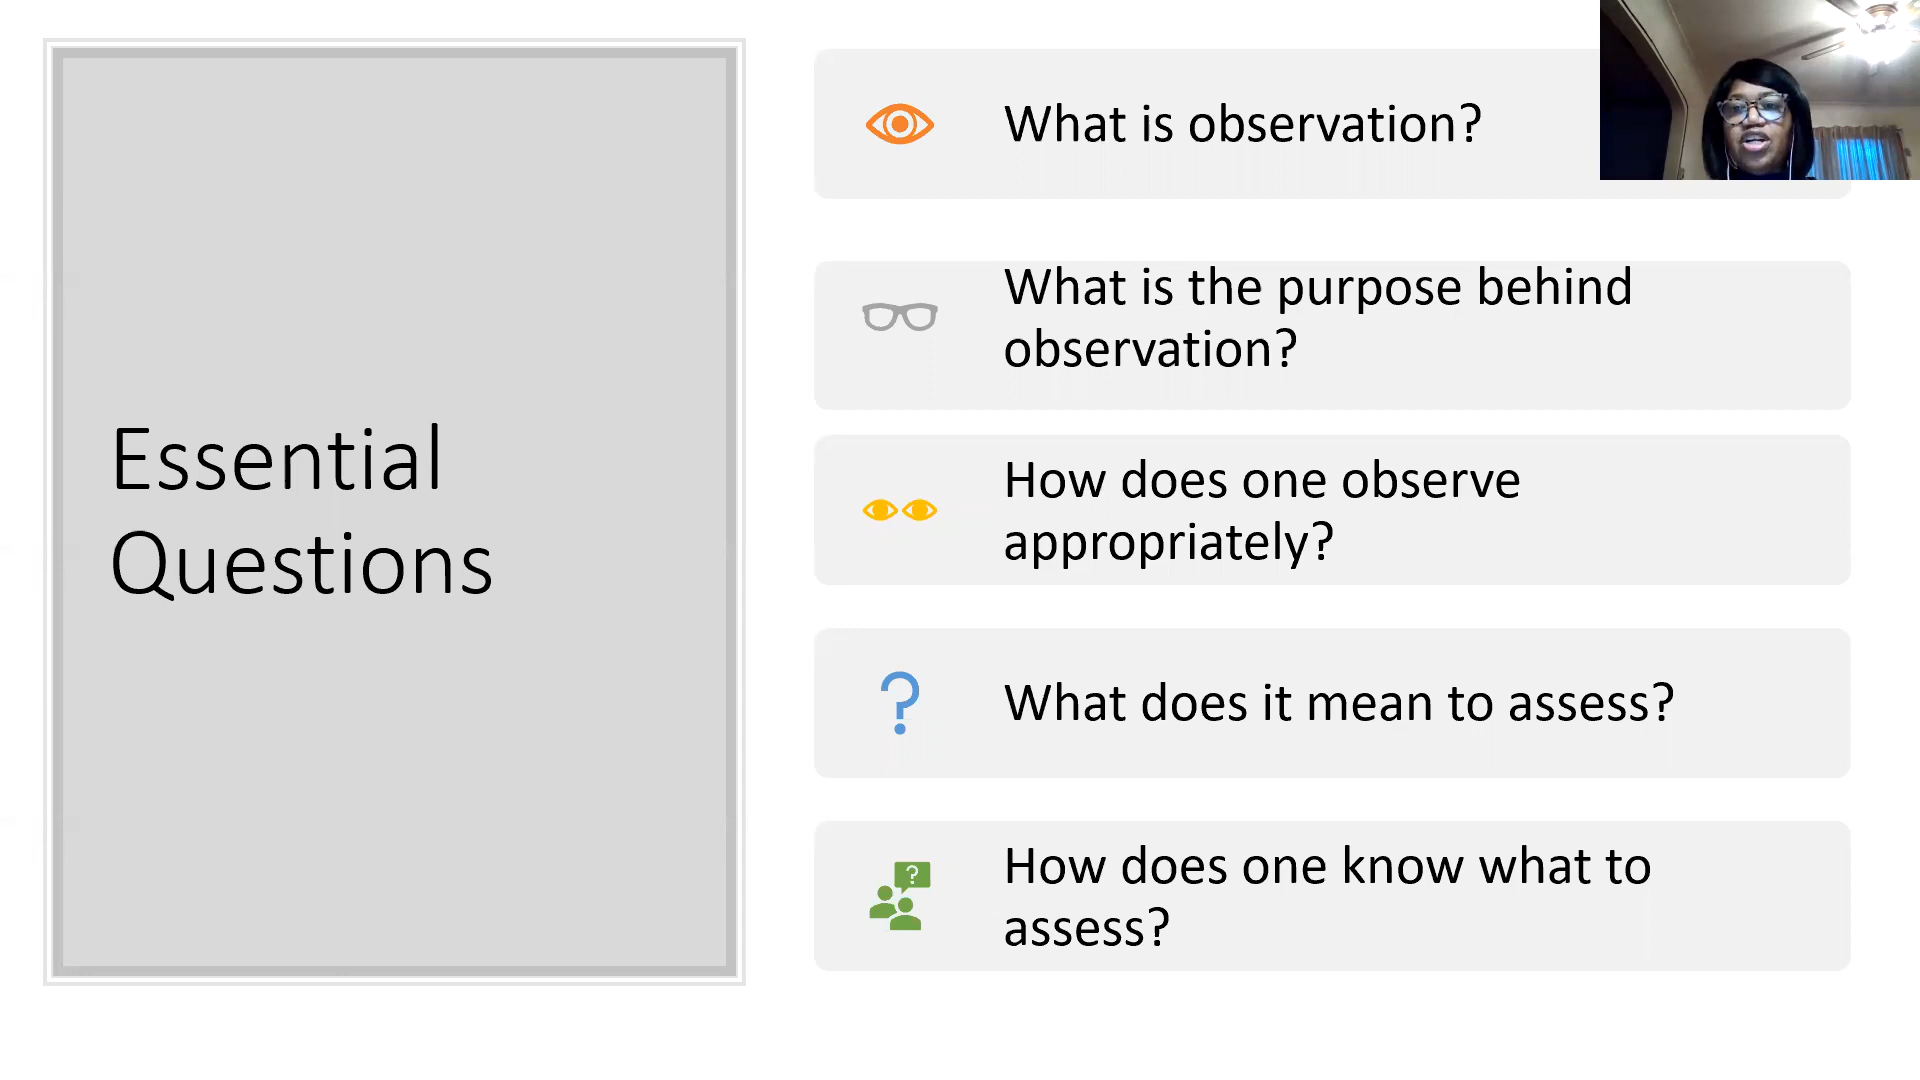 Essential
Questions
What is observation?
What is the purpose behind
observation?
How does one observe
appropriately?
What does it mean to assess?
?
How does one know what to
assess?